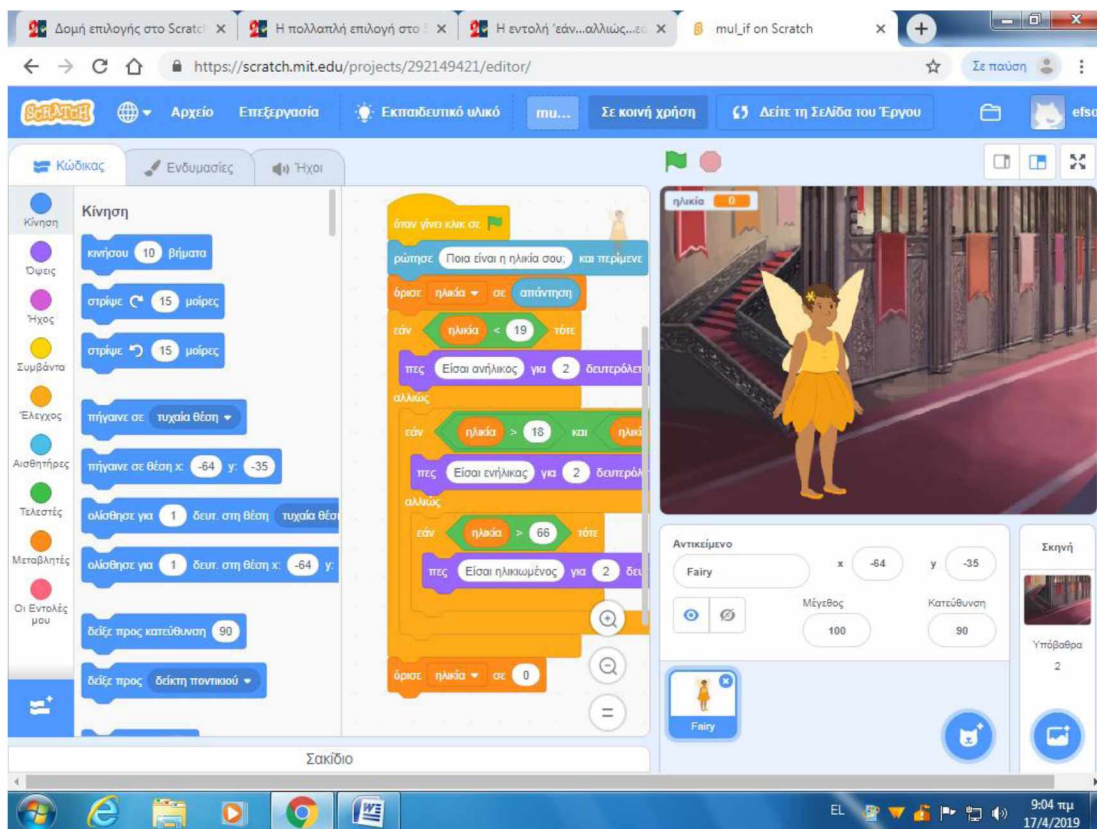 Δομή επιλογής στο Scratc
Η πολλαπλή επιλογή στο
Η εντολή 'εάν...αλλιώς...εά
mul_if on Scratch
https://scratch.mit.edu/projects/292149421/editor/
Σε παύση
SCRATCH
Αρχείο
Επεξεργασία
Εκπαιδευτικό υλικό
mu...
Σε κοινή χρήση
Δείτε τη Σελίδα του Έργου
efso
Κώδικας
Ενδυμασίες
Ήχοι
Κίνηση
Όψεις
Ήχος
Συμβάντα
Έλεγχος
Αισθητήρες
Τελεστές
Μεταβλητές
Οι Εντολές
μου
Κίνηση
κινήσου 10 βήματα
στρίψε 15 μοίρες
στρίψε 15 μοίρες
πήγαινε σε τυχαία θέση
πήγαινε σε θέση x: -64 y: -35
ολίσθησε για 1 δευτ. στη θέση τυχαία θέσ
ολίσθησε για 1 δευτ. στη θέση x: -64 y:
δείξε προς κατεύθυνση 90
δείξε προς δείκτη ποντικιού
όταν γίνει κλικ σε
ρώτησε Ποια είναι η ηλικία σου; και περίμενε
όρισε ηλικία σε απάντηση
εάν ηλικία < 19 τότε
πες Είσαι ανήλικος για 2 δευτερόλεπ
αλλιώς
εάν ηλικία > 18 και ηλικί
πες Είσαι ενήλικας για 2 δευτερόλ
αλλιώς
εάν ηλικία > 66 τότε
πες Είσαι ηλικιωμένος για 2 δευ
όρισε ηλικία σε 0
ηλικία 0
Αντικείμενο
Fairy
x -64 y -35
Μέγεθος
100
Κατεύθυνση
90
Fairy
Σκηνή
Υπόβαθρα
2
Σακίδιο
EL
9:04 πμ
17/4/2019